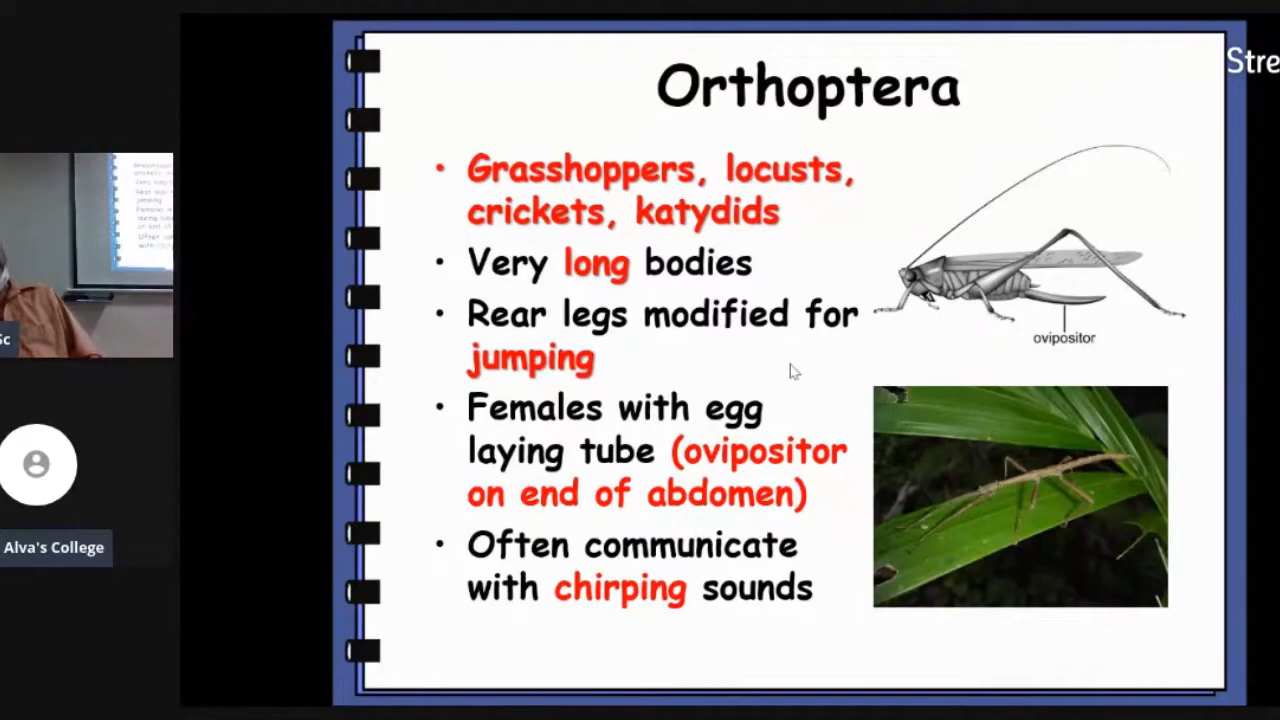 Orthoptera
Stre
• Grasshoppers, locusts,
crickets, katydids
• Very long bodies
• Rear legs modified for
jumping
• Females with egg
laying tube (ovipositor
on end of abdomen)
• Often communicate
with chirping sounds
ovipositor
Alva's College